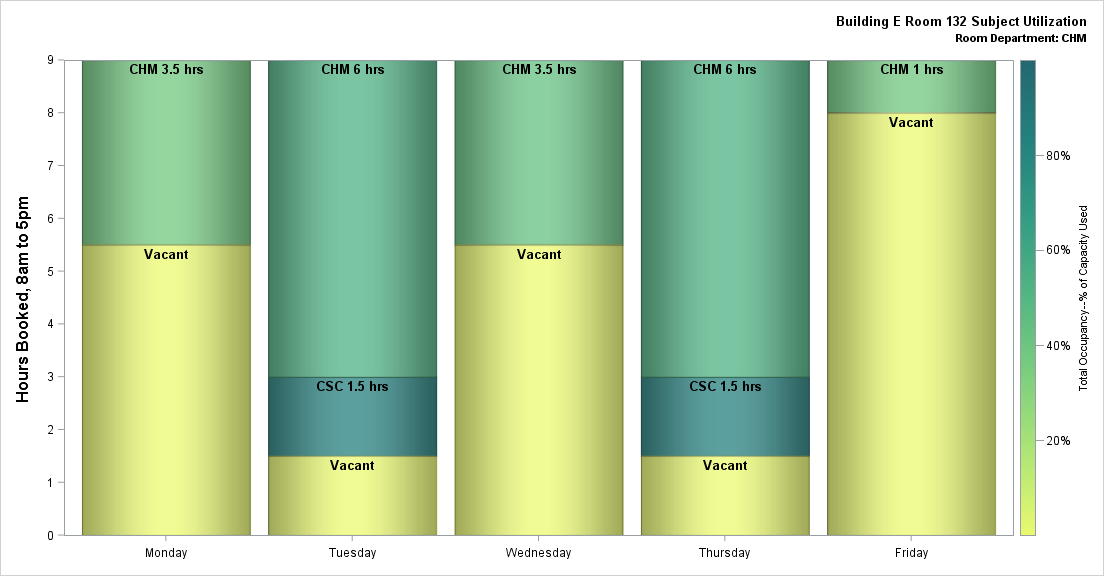 Building E Room 132 Subject Utilization
Room Department: CHM
Hours Booked, 8am to 5pm
9
8
7
6
5
4
3
2
1
0
CHM 3.5 hrs
Vacant
CHM 6 hrs
CSC 1.5 hrs
Vacant
CHM 3.5 hrs
Vacant
CHM 6 hrs
CSC 1.5 hrs
Vacant
CHM 1 hrs
Vacant
Monday
Tuesday
Wednesday
Thursday
Friday
80%
60%
40%
20%
Total Occupancy--% of Capacity Used